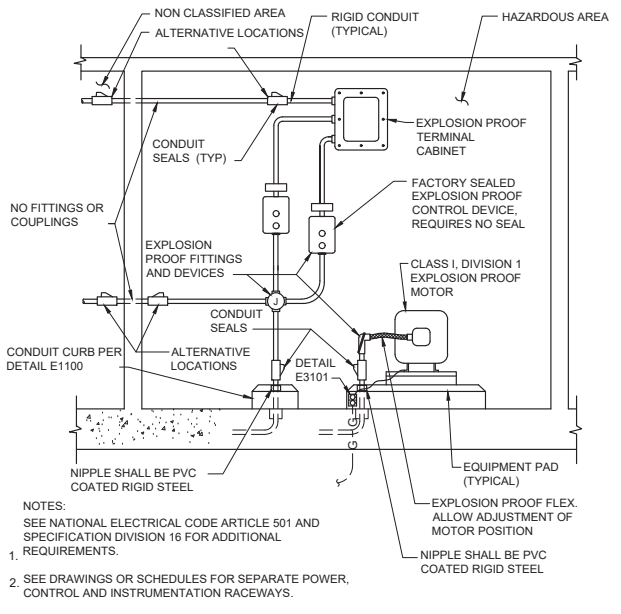 NON CLASSIFIED AREA
ALTERNATIVE LOCATIONS
RIGID CONDUIT
(TYPICAL)
HAZARDOUS AREA
CONDUIT
SEALS (TYP)
EXPLOSION PROOF
TERMINAL
CABINET
NO FITTINGS OR
COUPLINGS
FACTORY SEALED
EXPLOSION PROOF
CONTROL DEVICE,
REQUIRES NO SEAL
EXPLOSION
PROOF FITTINGS
AND DEVICES
CLASS I, DIVISION 1
EXPLOSION PROOF
MOTOR
J
CONDUIT
SEALS
CONDUIT CURB PER
DETAIL E1100
ALTERNATIVE
LOCATIONS
DETAIL
E3101
G
G
NIPPLE SHALL BE PVC
COATED RIGID STEEL
EQUIPMENT PAD
(TYPICAL)
EXPLOSION PROOF FLEX.
ALLOW ADJUSTMENT OF
MOTOR POSITION
NIPPLE SHALL BE PVC
COATED RIGID STEEL
NOTES:
SEE NATIONAL ELECTRICAL CODE ARTICLE 501 AND
SPECIFICATION DIVISION 16 FOR ADDITIONAL
1. REQUIREMENTS.
2. SEE DRAWINGS OR SCHEDULES FOR SEPARATE POWER,
CONTROL AND INSTRUMENTATION RACEWAYS.